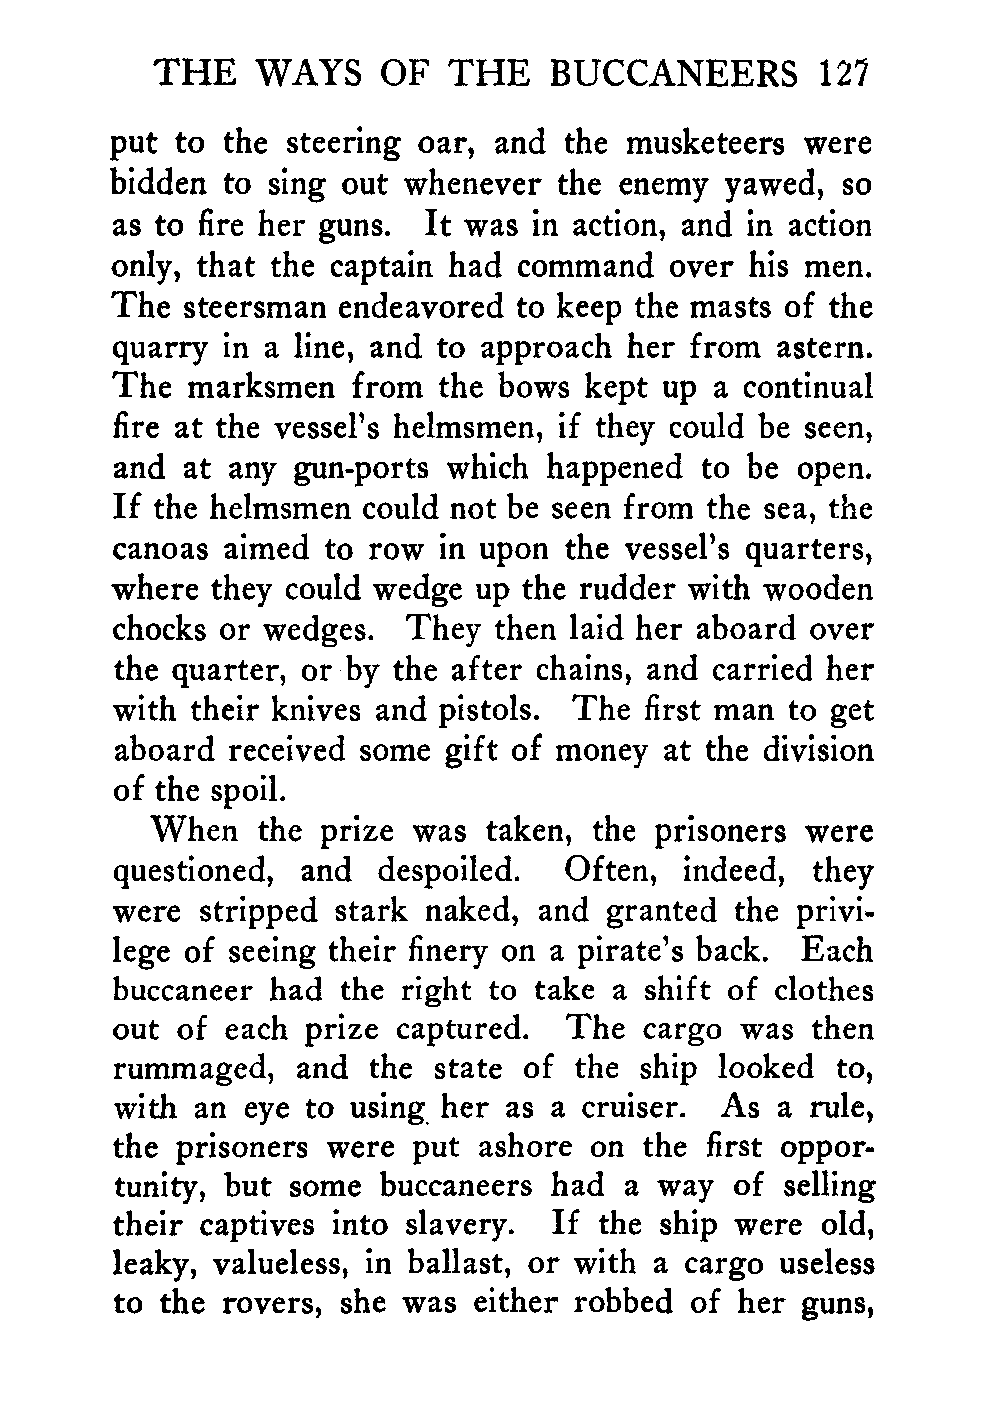 THE WAYS OF THE BUCCANEERS 127
put to the steering oar, and the musketeers were
bidden to sing out whenever the enemy yawed, so
as to fire her guns. It was in action, and in action
only, that the captain had command over his men.
The steersman endeavored to keep the masts of the
quarry in a line, and to approach her from astern.
The marksmen from the bows kept up a continual
fire at the vessel's helmsmen, if they could be seen,
and at any gun-ports which happened to be open.
If the helmsmen could not be seen from the sea, the
canoas aimed to row in upon the vessel's quarters,
where they could wedge up the rudder with wooden
chocks or wedges. They then laid her aboard over
the quarter, or by the after chains, and carried her
with their knives and pistols. The first man to get
aboard received some gift of money at the division
of the spoil.
When the prize was taken, the prisoners were
questioned, and despoiled. Often, indeed, they
were stripped stark naked, and granted the privi-
lege of seeing their finery on a pirate's back. Each
buccaneer had the right to take a shift of clothes
out of each prize captured. The cargo was then
rummaged, and the state of the ship looked to,
with an eye to using her as a cruiser. As a rule,
the prisoners were put ashore on the first oppor-
tunity, but some buccaneers had a way of selling
their captives into slavery. If the ship were old,
leaky, valueless, in ballast, or with a cargo useless
to the rovers, she was either robbed of her guns,